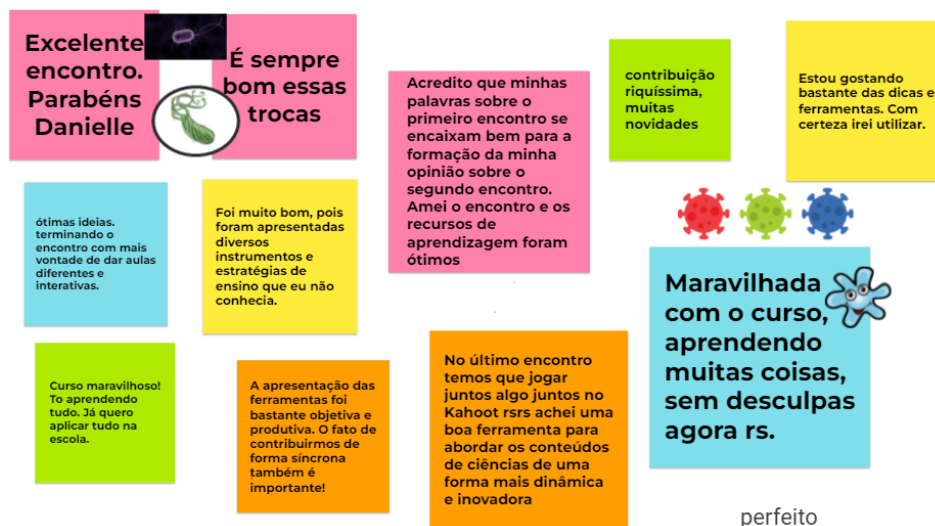 Excelente
encontro.
Parabéns
Danielle
É sempre
bom essas
trocas
Acredito que minhas
palavras sobre o
primeiro encontro se
encaixam bem para a
formação da minha
opinião sobre o
segundo encontro.
Amei o encontro e os
recursos de
aprendizagem foram
ótimos
contribuição
riquíssima,
muitas
novidades
Estou gostando
bastante das dicas e
ferramentas. Com
certeza irei utilizar.
ótimas ideias.
terminando o
encontro com mais
vontade de dar aulas
diferentes e
interativas.
Foi muito bom, pois
foram apresentadas
diversos
instrumentos e
estratégias de
ensino que eu não
conhecia.
Maravilhada
com o curso,
aprendendo
muitas coisas,
sem desculpas
agora rs.
Curso maravilhoso!
To aprendendo
tudo. Já quero
aplicar tudo na
escola.
A apresentação das
ferramentas foi
bastante objetiva e
produtiva. O fato de
contribuirmos de
forma síncrona
também é
importante!
No último encontro
temos que jogar
juntos algo juntos no
Kahoot rsrs achei uma
boa ferramenta para
abordar os conteúdos
de ciências de uma
forma mais dinâmica
e inovadora
perfeito